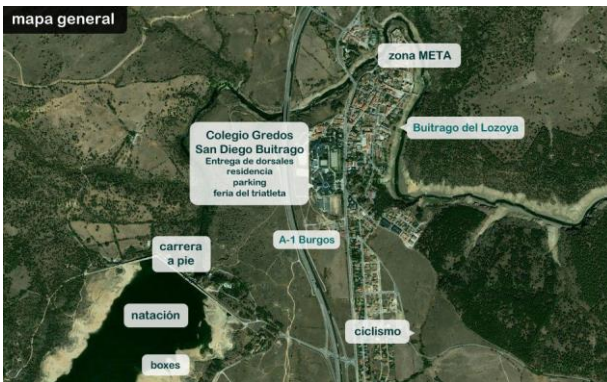 mapa general
zona META
Buitrago del Lozoya
Colegio Gredos
San Diego Buitrago
Entrega de dorsales
residencia
parking
feria del triatleta
A-1 Burgos
carrera
a pie
natación
ciclismo
boxes